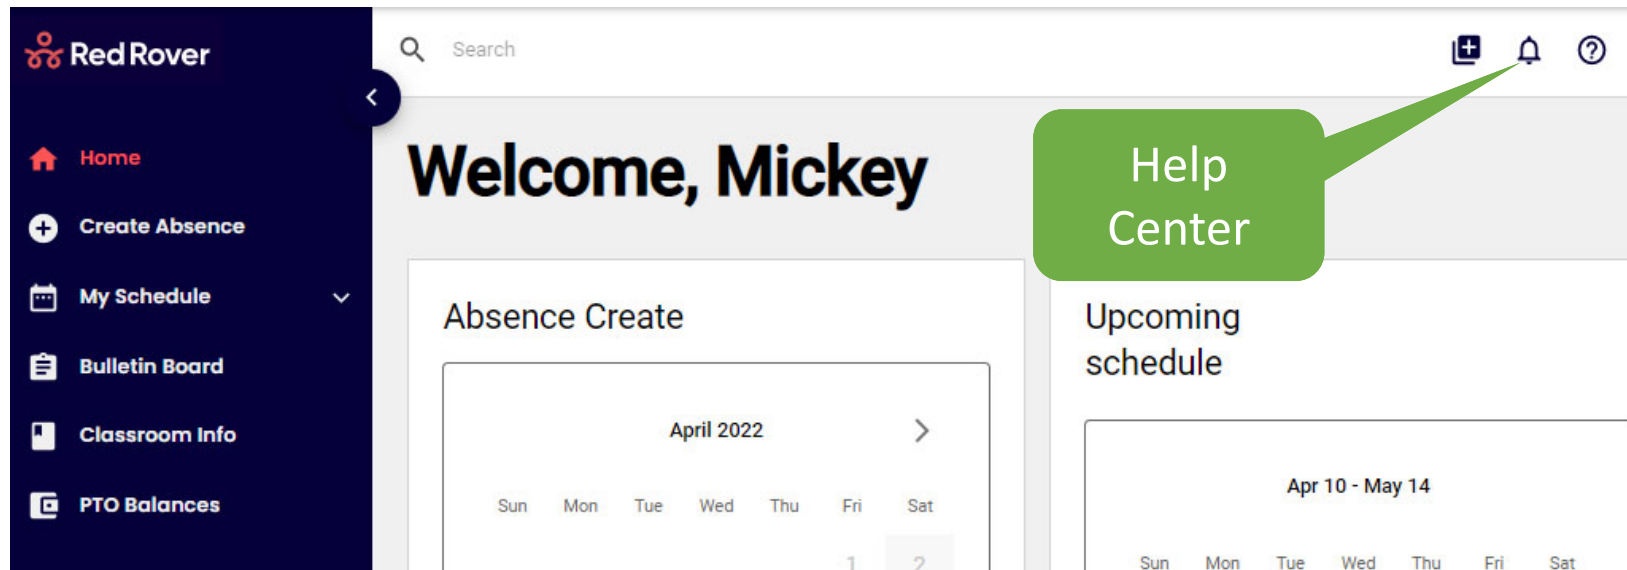 Red Rover
Search
Home
Create Absence
My Schedule
Bulletin Board
Classroom Info
PTO Balances
Welcome, Mickey
Help
Center
Absence Create
April 2022
Sun Mon Tue Wed Thu Fri Sat
1 2
Upcoming
schedule
Apr 10 - May 14
Sun Mon Tue Wed Thu Fri Sat